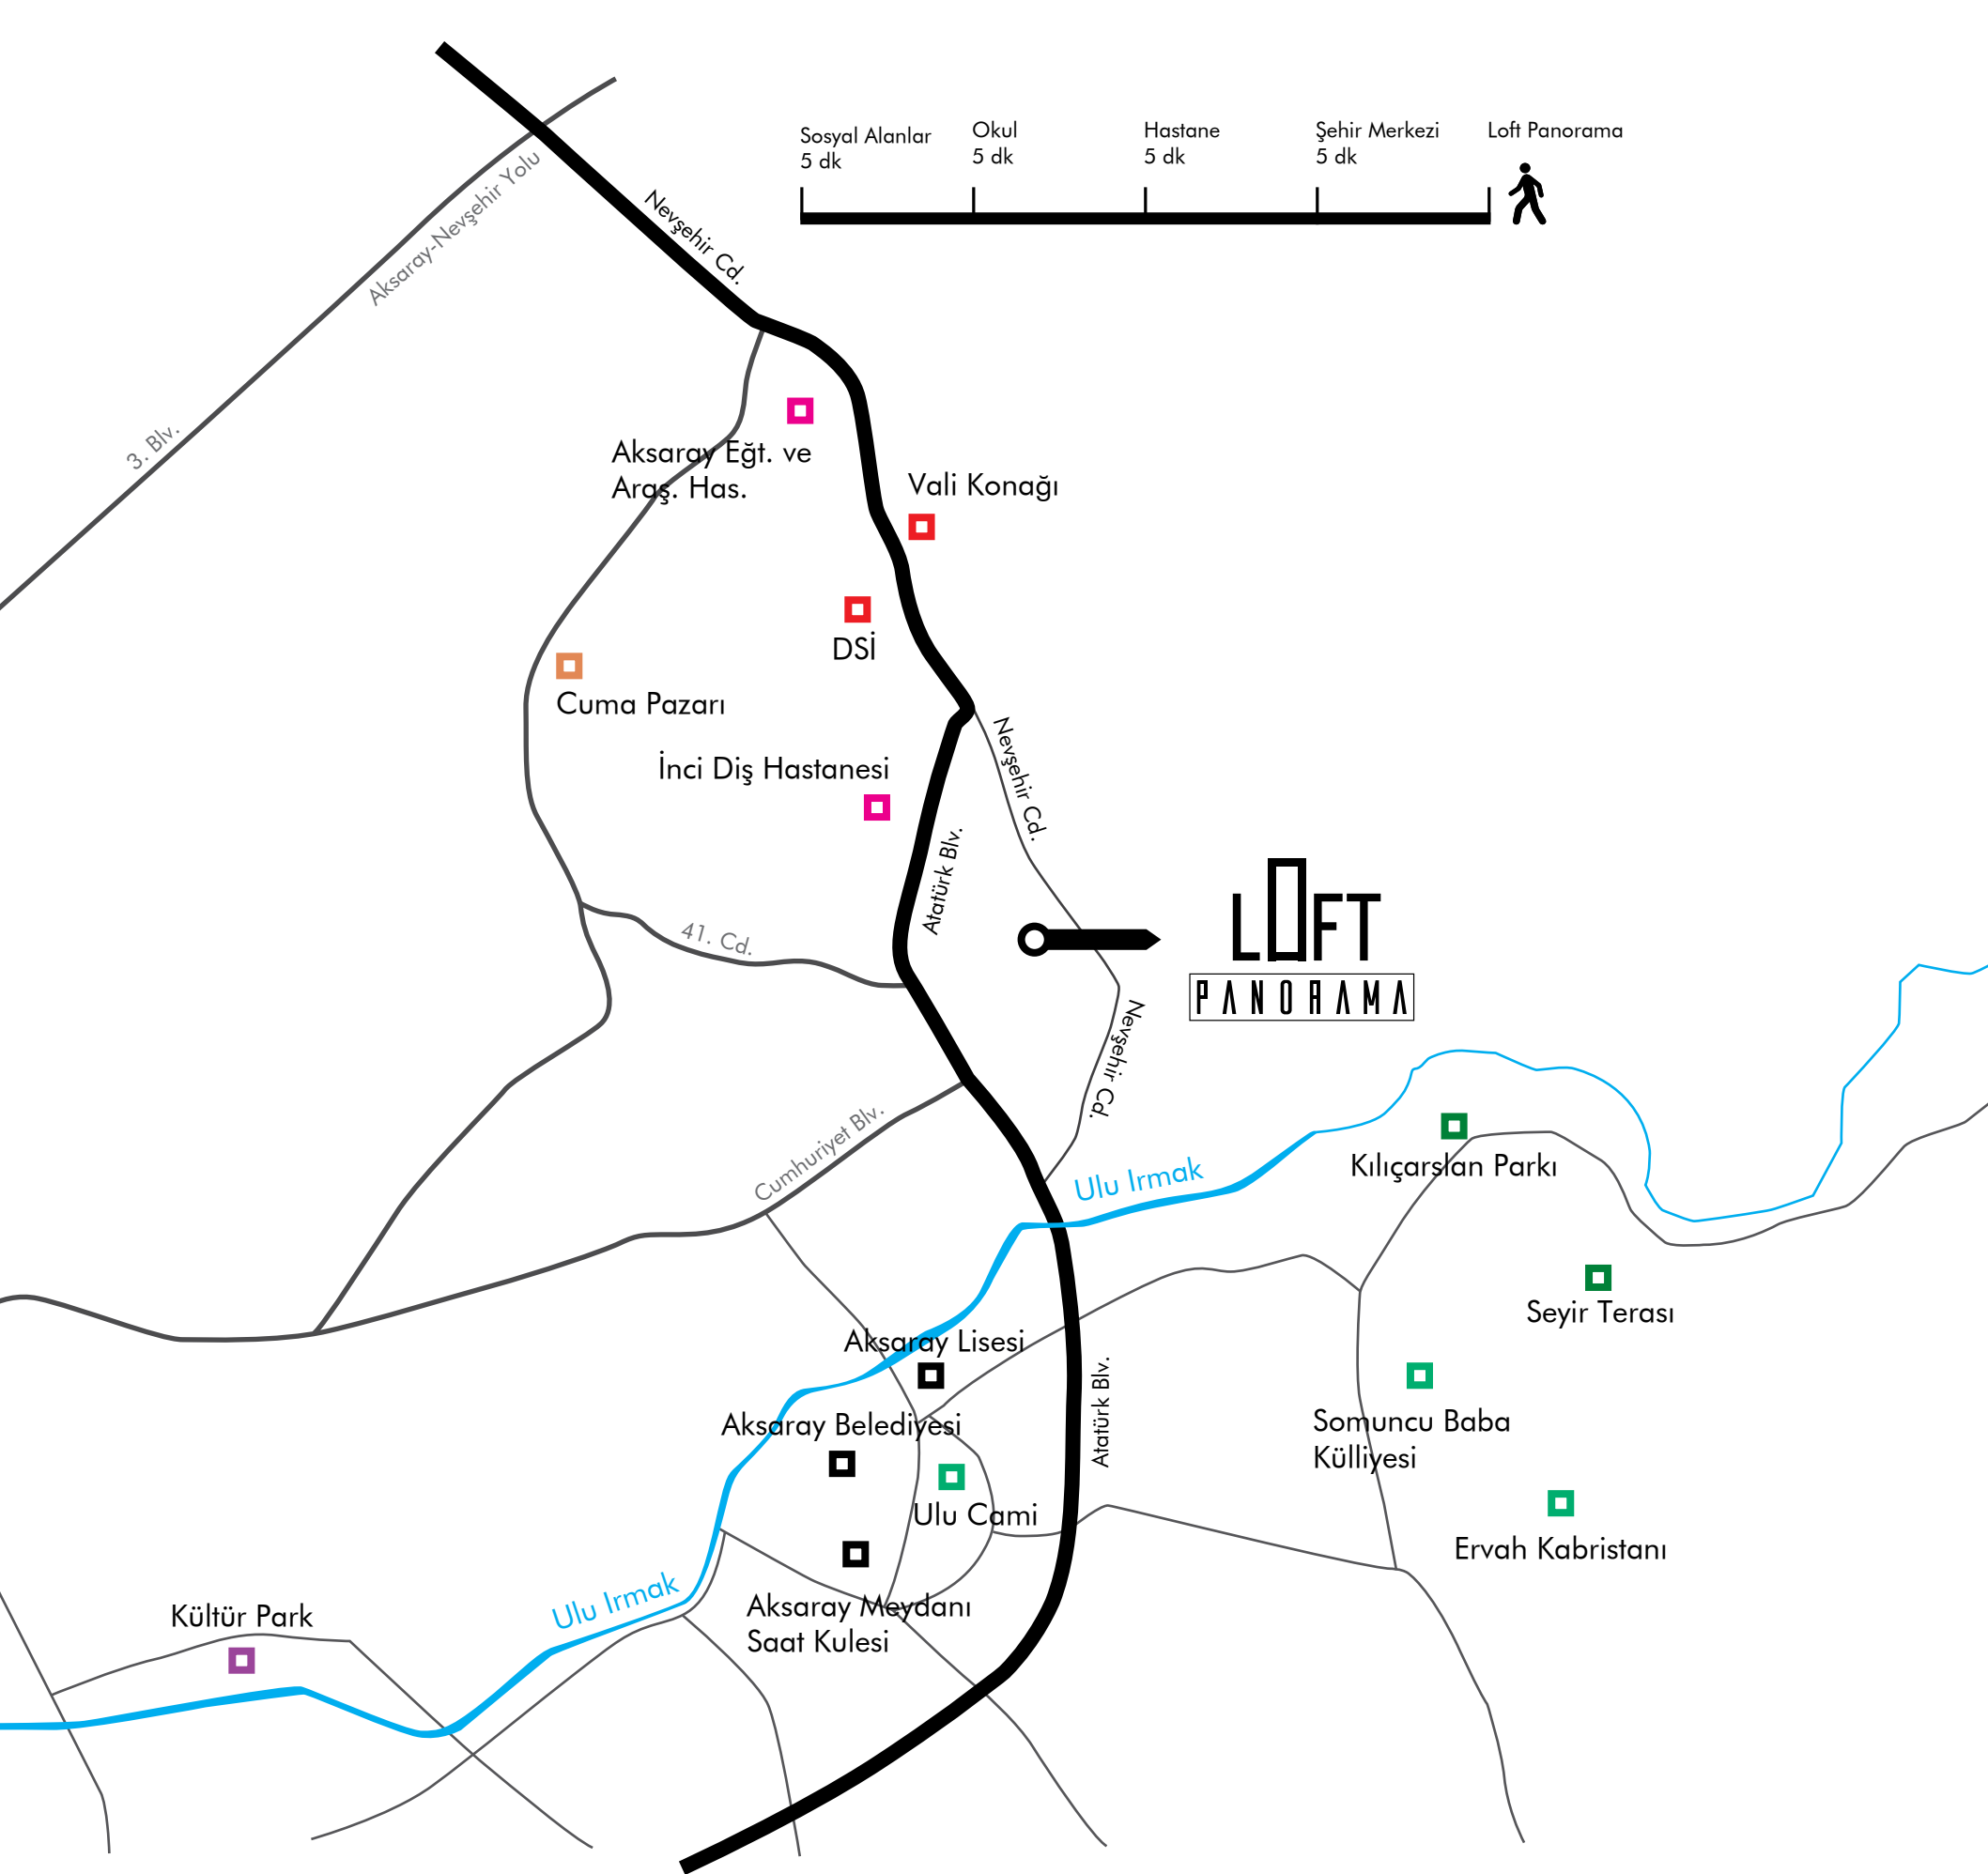 Sosyal Alanlar
5 dk
Okul
5 dk
Hastane
5 dk
Şehir Merkezi
5 dk
Loft Panorama
Aksaray-Nevşehir Yolu
Nevşehir Cd.
3. Blv.
Aksaray Eğt. ve
Araş. Has.
Vali Konağı
DSİ
Cuma Pazarı
İnci Diş Hastanesi
Nevşehir Cd.
Atatürk Blv.
41. Cd.
LOFT
PANORAMA
Nevşehir Cd.
Cumhuriyet Blv.
Ulu Irmak
Kılıçarslan Parkı
Seyir Terası
Aksaray Lisesi
Atatürk Blv.
Aksaray Belediyesi
Somuncu Baba
Külliyesi
Ulu Cami
Ervah Kabristanı
Ulu Irmak
Aksaray Meydanı
Saat Kulesi
Kültür Park